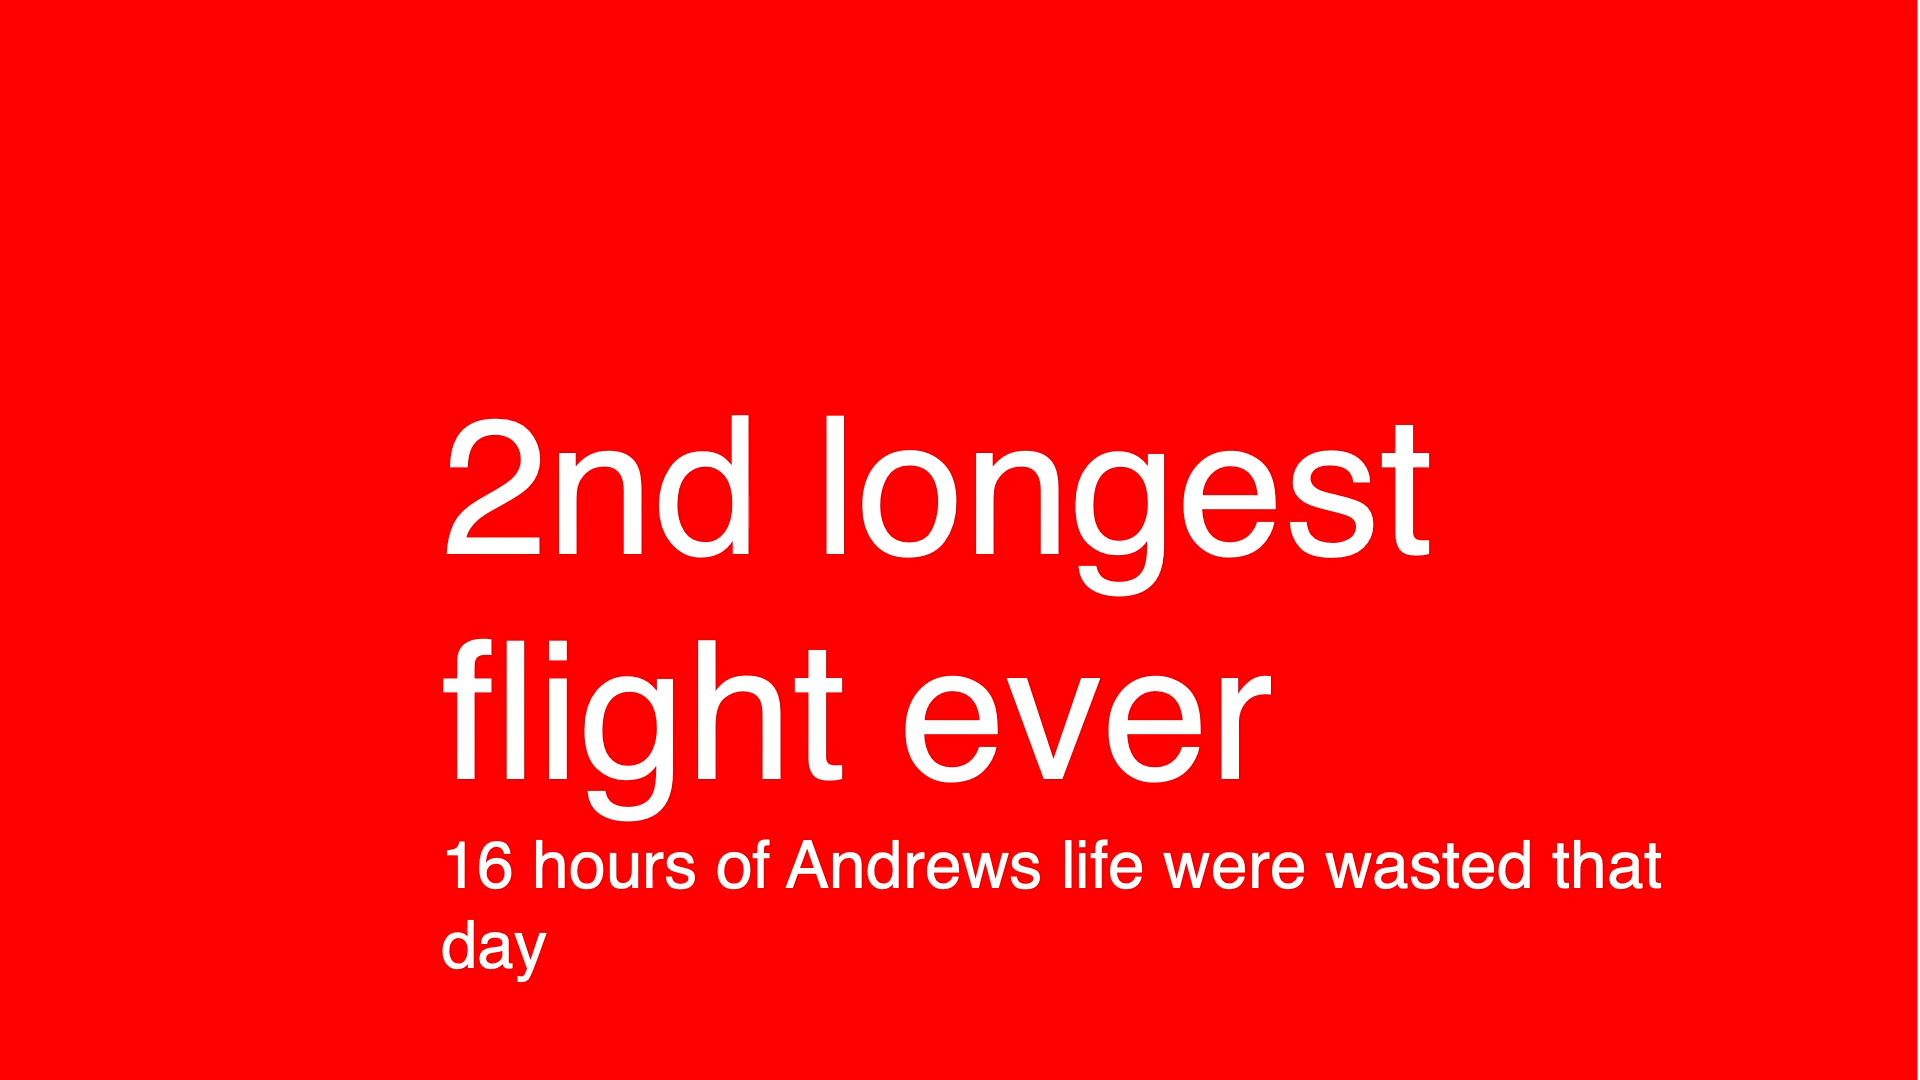 2nd longest
flight ever
16 hours of Andrews life were wasted that
day